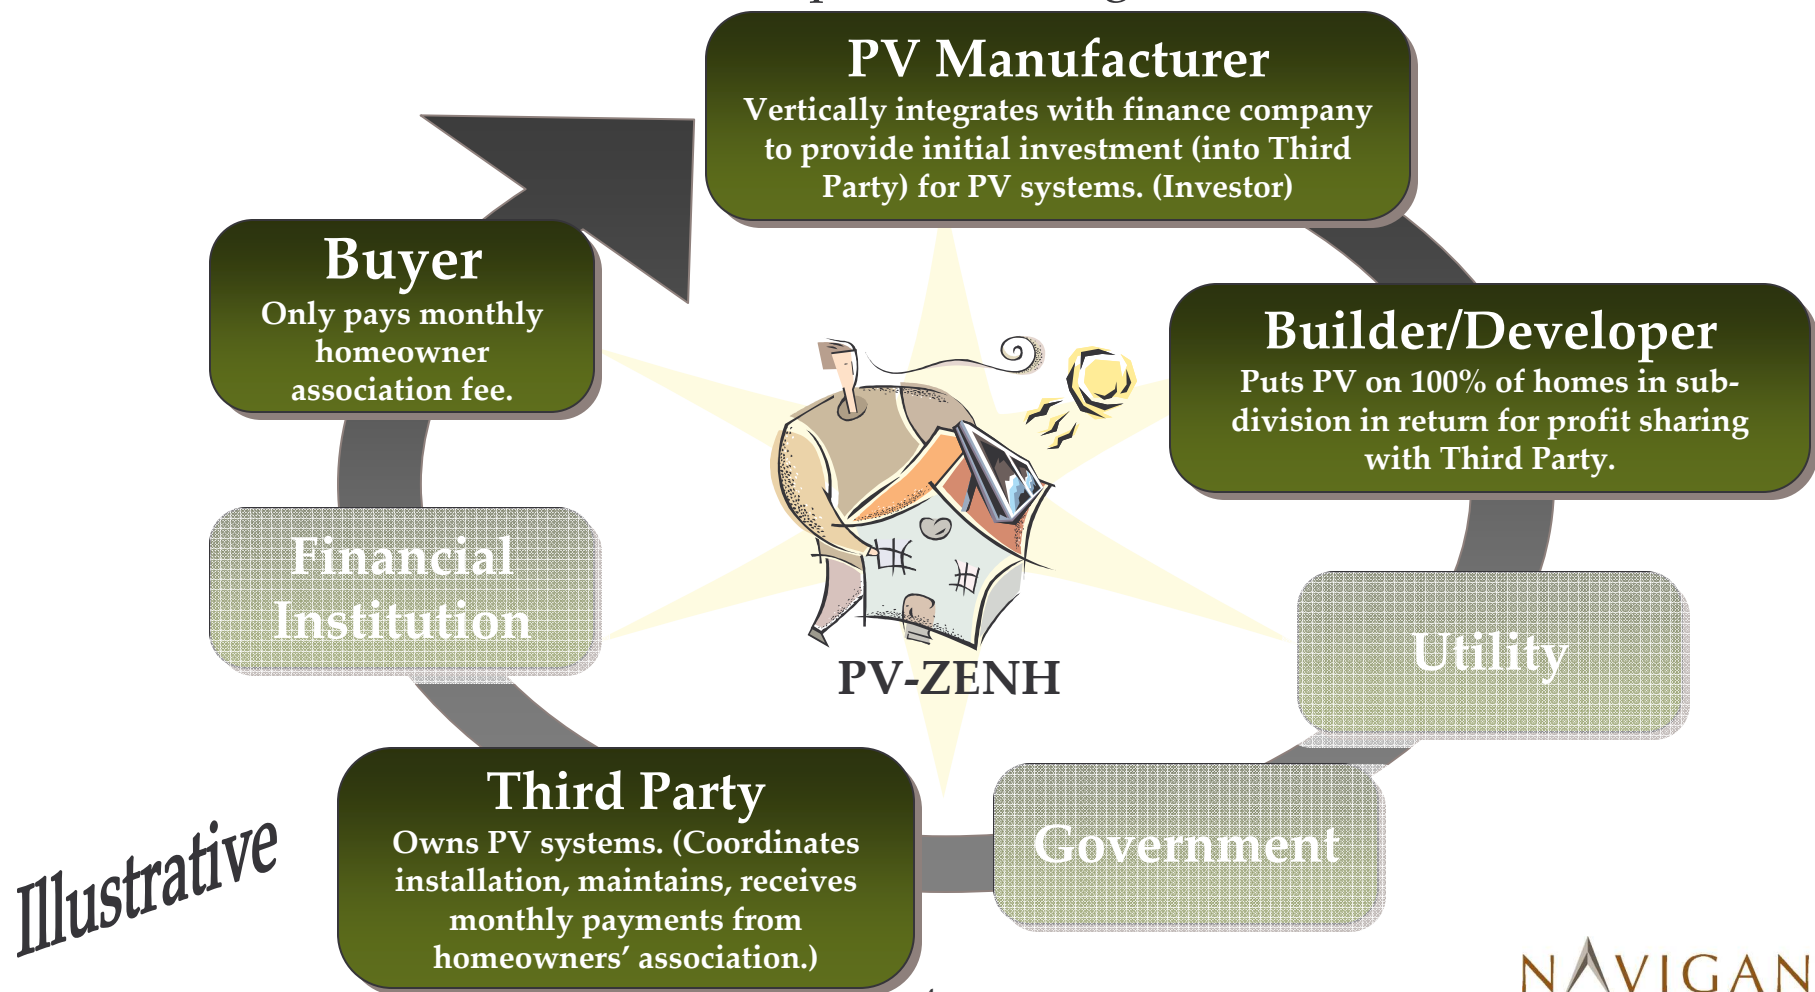 PV Manufacturer
Vertically integrates with finance company
to provide initial investment (into Third
Party) for PV systems. (Investor)
Buyer
Only pays monthly
homeowner
association fee.
Builder/Developer
Puts PV on 100% of homes in sub-
division in return for profit sharing
with Third Party.
Financial
Institution
Utility
PV-ZENH
Third Party
Owns PV systems. (Coordinates
installation, maintains, receives
monthly payments from
homeowners’ association.)
Government
Illustrative
NAVIGAN